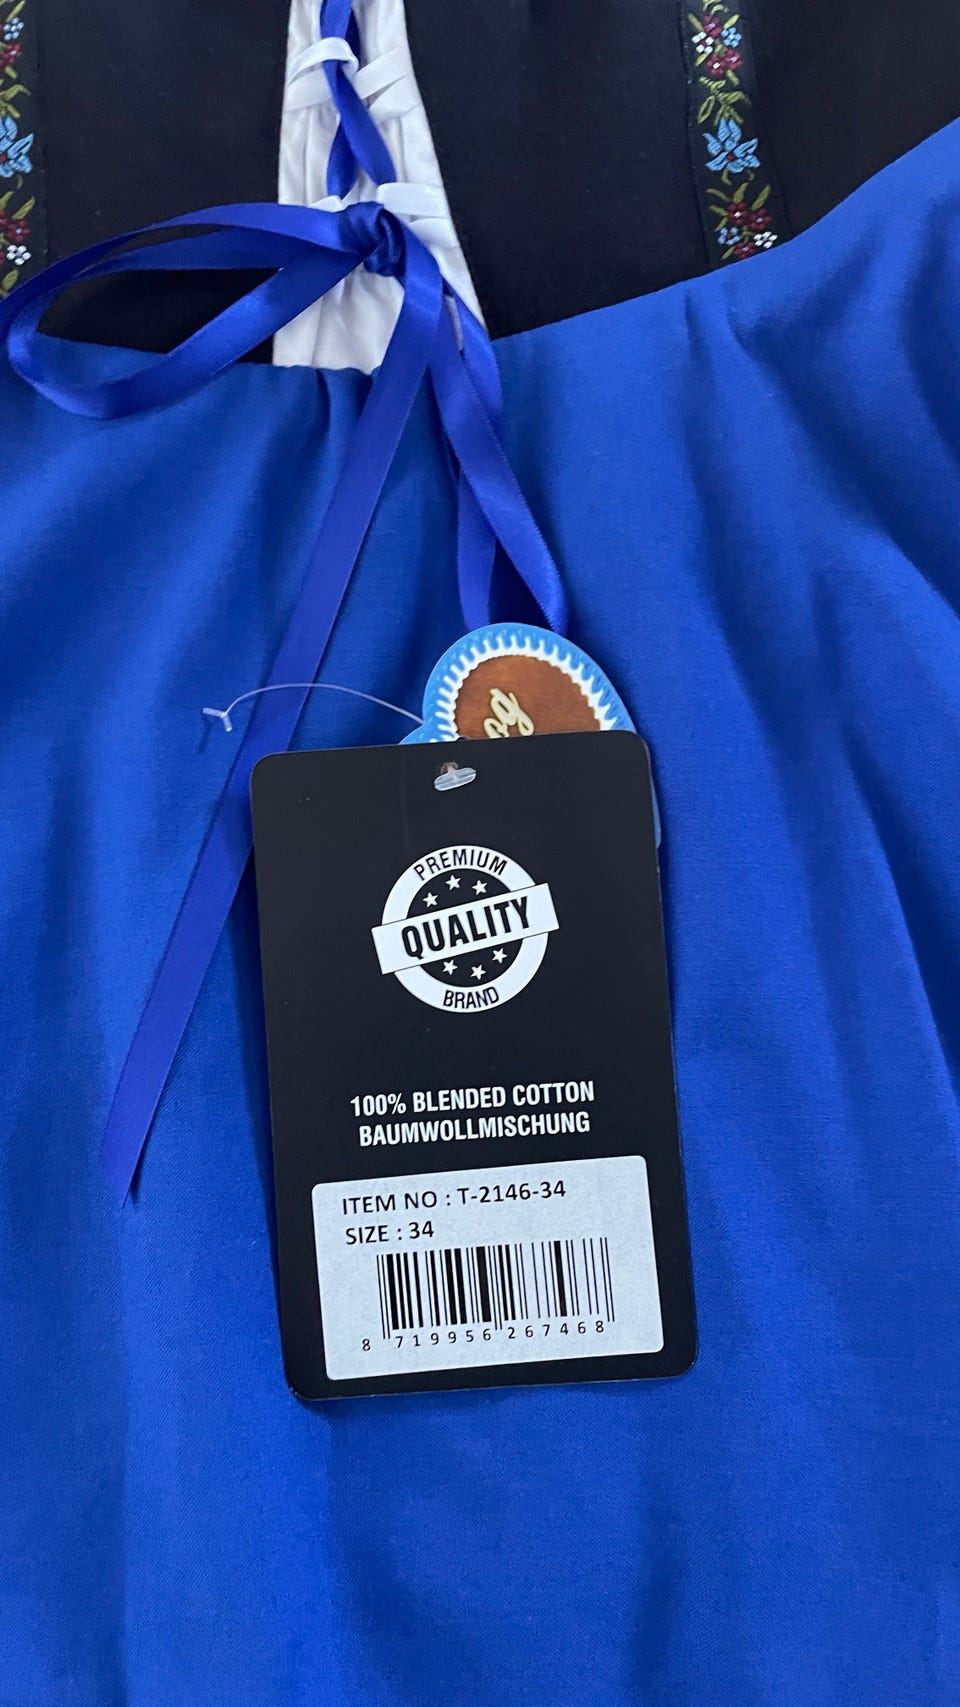 PREMIUM
QUALITY
BRAND
100% BLENDED COTTON
BAUMWOLLMISCHUNG
ITEM NO : T-2146-34
SIZE : 34
8 719956 267468